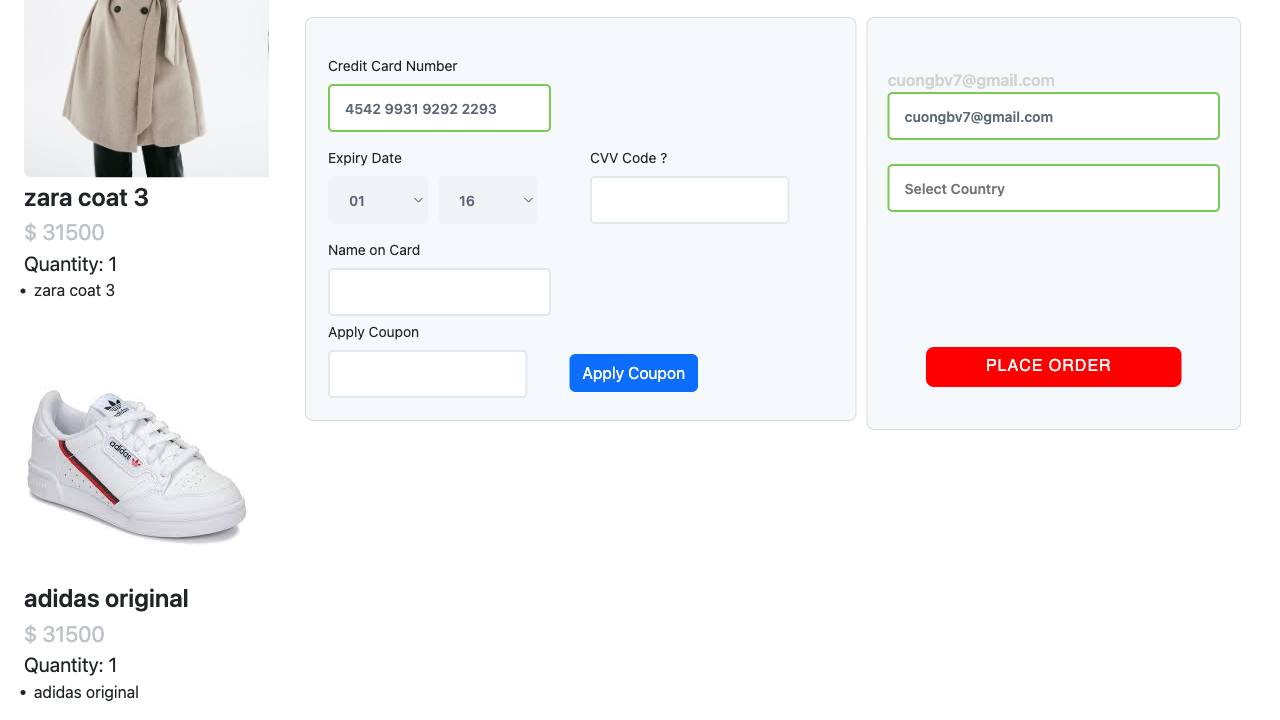 zara coat 3
$ 31500
Quantity: 1
zara coat 3
adidas
adidas original
$ 31500
Quantity: 1
adidas original
Credit Card Number
4542 9931 9292 2293
Expiry Date
CVV Code ?
01
16
Name on Card
Apply Coupon
Apply Coupon
cuongbv7@gmail.com
cuongbv7@gmail.com
Select Country
PLACE ORDER